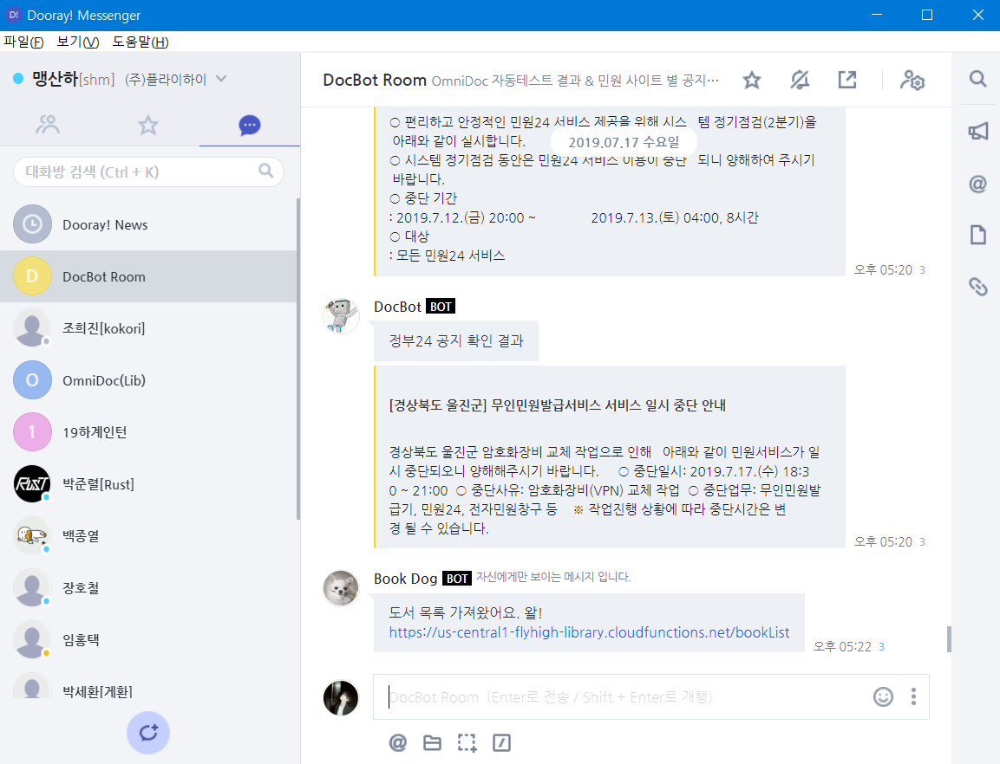 D! Dooray! Messenger
파일(F) 보기(V) 도움말(H)
맹산하[shm] (주)플라이하이
대화방 검색 (Ctrl + K)
Dooray! News
D DocBot Room
조희진[kokori]
O OmniDoc(Lib)
1 19하계인턴
RUST 박준렬[Rust]
백종열
장호철
임홍택
박세환[게환]
DocBot Room OmniDoc 자동테스트 결과 & 민원 사이트 별 공지…
○ 편리하고 안정적인 민원24 서비스 제공을 위해 시스 템 정기점검(2분기)을
아래와 같이 실시합니다.
2019.07.17 수요일
○ 시스템 정기점검 동안은 민원24 서비스 이용이 중단 되니 양해하여 주시기
바랍니다.
○ 중단 기간
: 2019.7.12.(금) 20:00 ~ 2019.7.13.(토) 04:00, 8시간
○ 대상
: 모든 민원24 서비스
오후 05:20 3
DocBot BOT
정부24 공지 확인 결과
[경상북도 울진군] 무인민원발급서비스 서비스 일시 중단 안내
경상북도 울진군 암호화장비 교체 작업으로 인해 아래와 같이 민원서비스가 일
시 중단되오니 양해해주시기 바랍니다. ○ 중단일시: 2019.7.17.(수) 18:3
0 ~ 21:00 ○ 중단사유: 암호화장비(VPN) 교체 작업 ○ 중단업무: 무인민원발
급기, 민원24, 전자민원창구 등 ※ 작업진행 상황에 따라 중단시간은 변
경 될 수 있습니다.
오후 05:20 3
Book Dog BOT 자신에게만 보이는 메시지 입니다.
도서 목록 가져왔어요. 왈!
https://us-central1-flyhigh-library.cloudfunctions.net/bookList
오후 05:22 3
DocBot Room (Enter로 전송 / Shift + Enter로 개행)